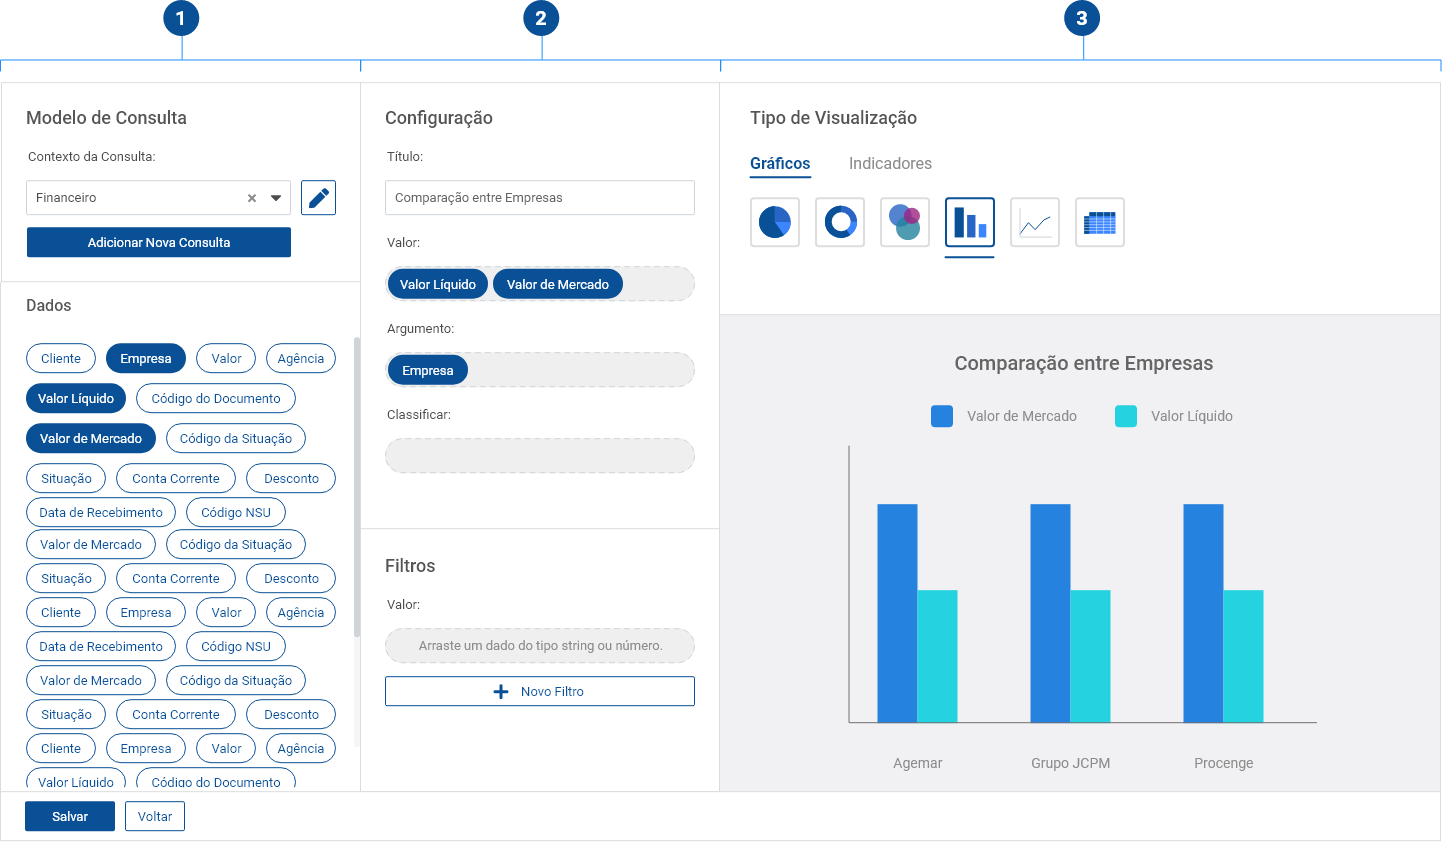 1
2
3
Modelo de Consulta
Contexto da Consulta:
Financeiro
Adicionar Nova Consulta
Dados
Cliente Empresa Valor Agência
Valor Líquido Código do Documento
Valor de Mercado Código da Situação
Situação Conta Corrente Desconto
Data de Recebimento Código NSU
Valor de Mercado Código da Situação
Situação Conta Corrente Desconto
Cliente Empresa Valor Agência
Data de Recebimento Código NSU
Valor de Mercado Código da Situação
Situação Conta Corrente Desconto
Cliente Empresa Valor Agência
Valor Líquido Código do Documento
Salvar Voltar
Configuração
Título:
Comparação entre Empresas
Valor:
Valor Líquido Valor de Mercado
Argumento:
Empresa
Classificar:
Filtros
Valor:
Arraste um dado do tipo string ou número.
Novo Filtro
Tipo de Visualização
Gráficos Indicadores
Comparação entre Empresas
Valor de Mercado Valor Líquido
Agemar Grupo JCPM Procenge